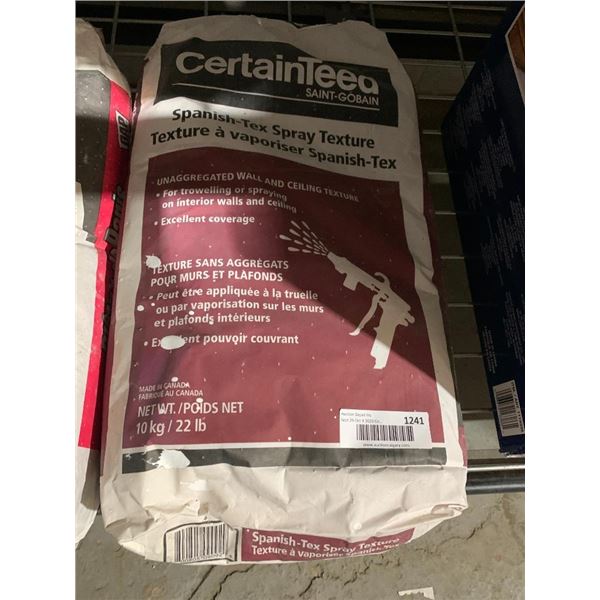 CertainTeed
SAINT-GOBAIN
Spanish-Tex Spray Texture
Texture à vaporiser Spanish-Tex
UNAGGREGATED WALL AND CEILING TEXTURE
• For trowelling or spraying
on interior walls and ceiling
• Excellent coverage
TEXTURE SANS AGRÉGATS
POUR MURS ET PLAFONDS
• Peut être appliquée à la truelle
ou par vaporisation sur les murs
et plafonds intérieurs
• Excellent pouvoir couvrant
MADE IN CANADA
FABRIQUÉ AU CANADA
NET WT./POIDS NET
10 kg / 22 lb
1241
Spanish-Tex Spray Texture
Texture à vaporiser Spanish-Tex